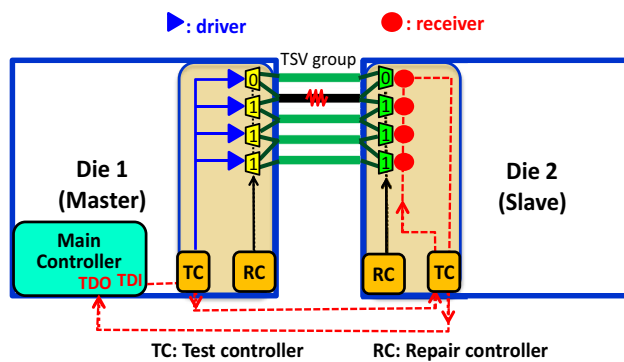 : driver
: receiver
TSV group
0
0
1
1
1
1
1
1
Die 1
(Master)
Die 2
(Slave)
Main
Controller
TDO
TDI
TC
RC
RC
TC
TC: Test controller
RC: Repair controller